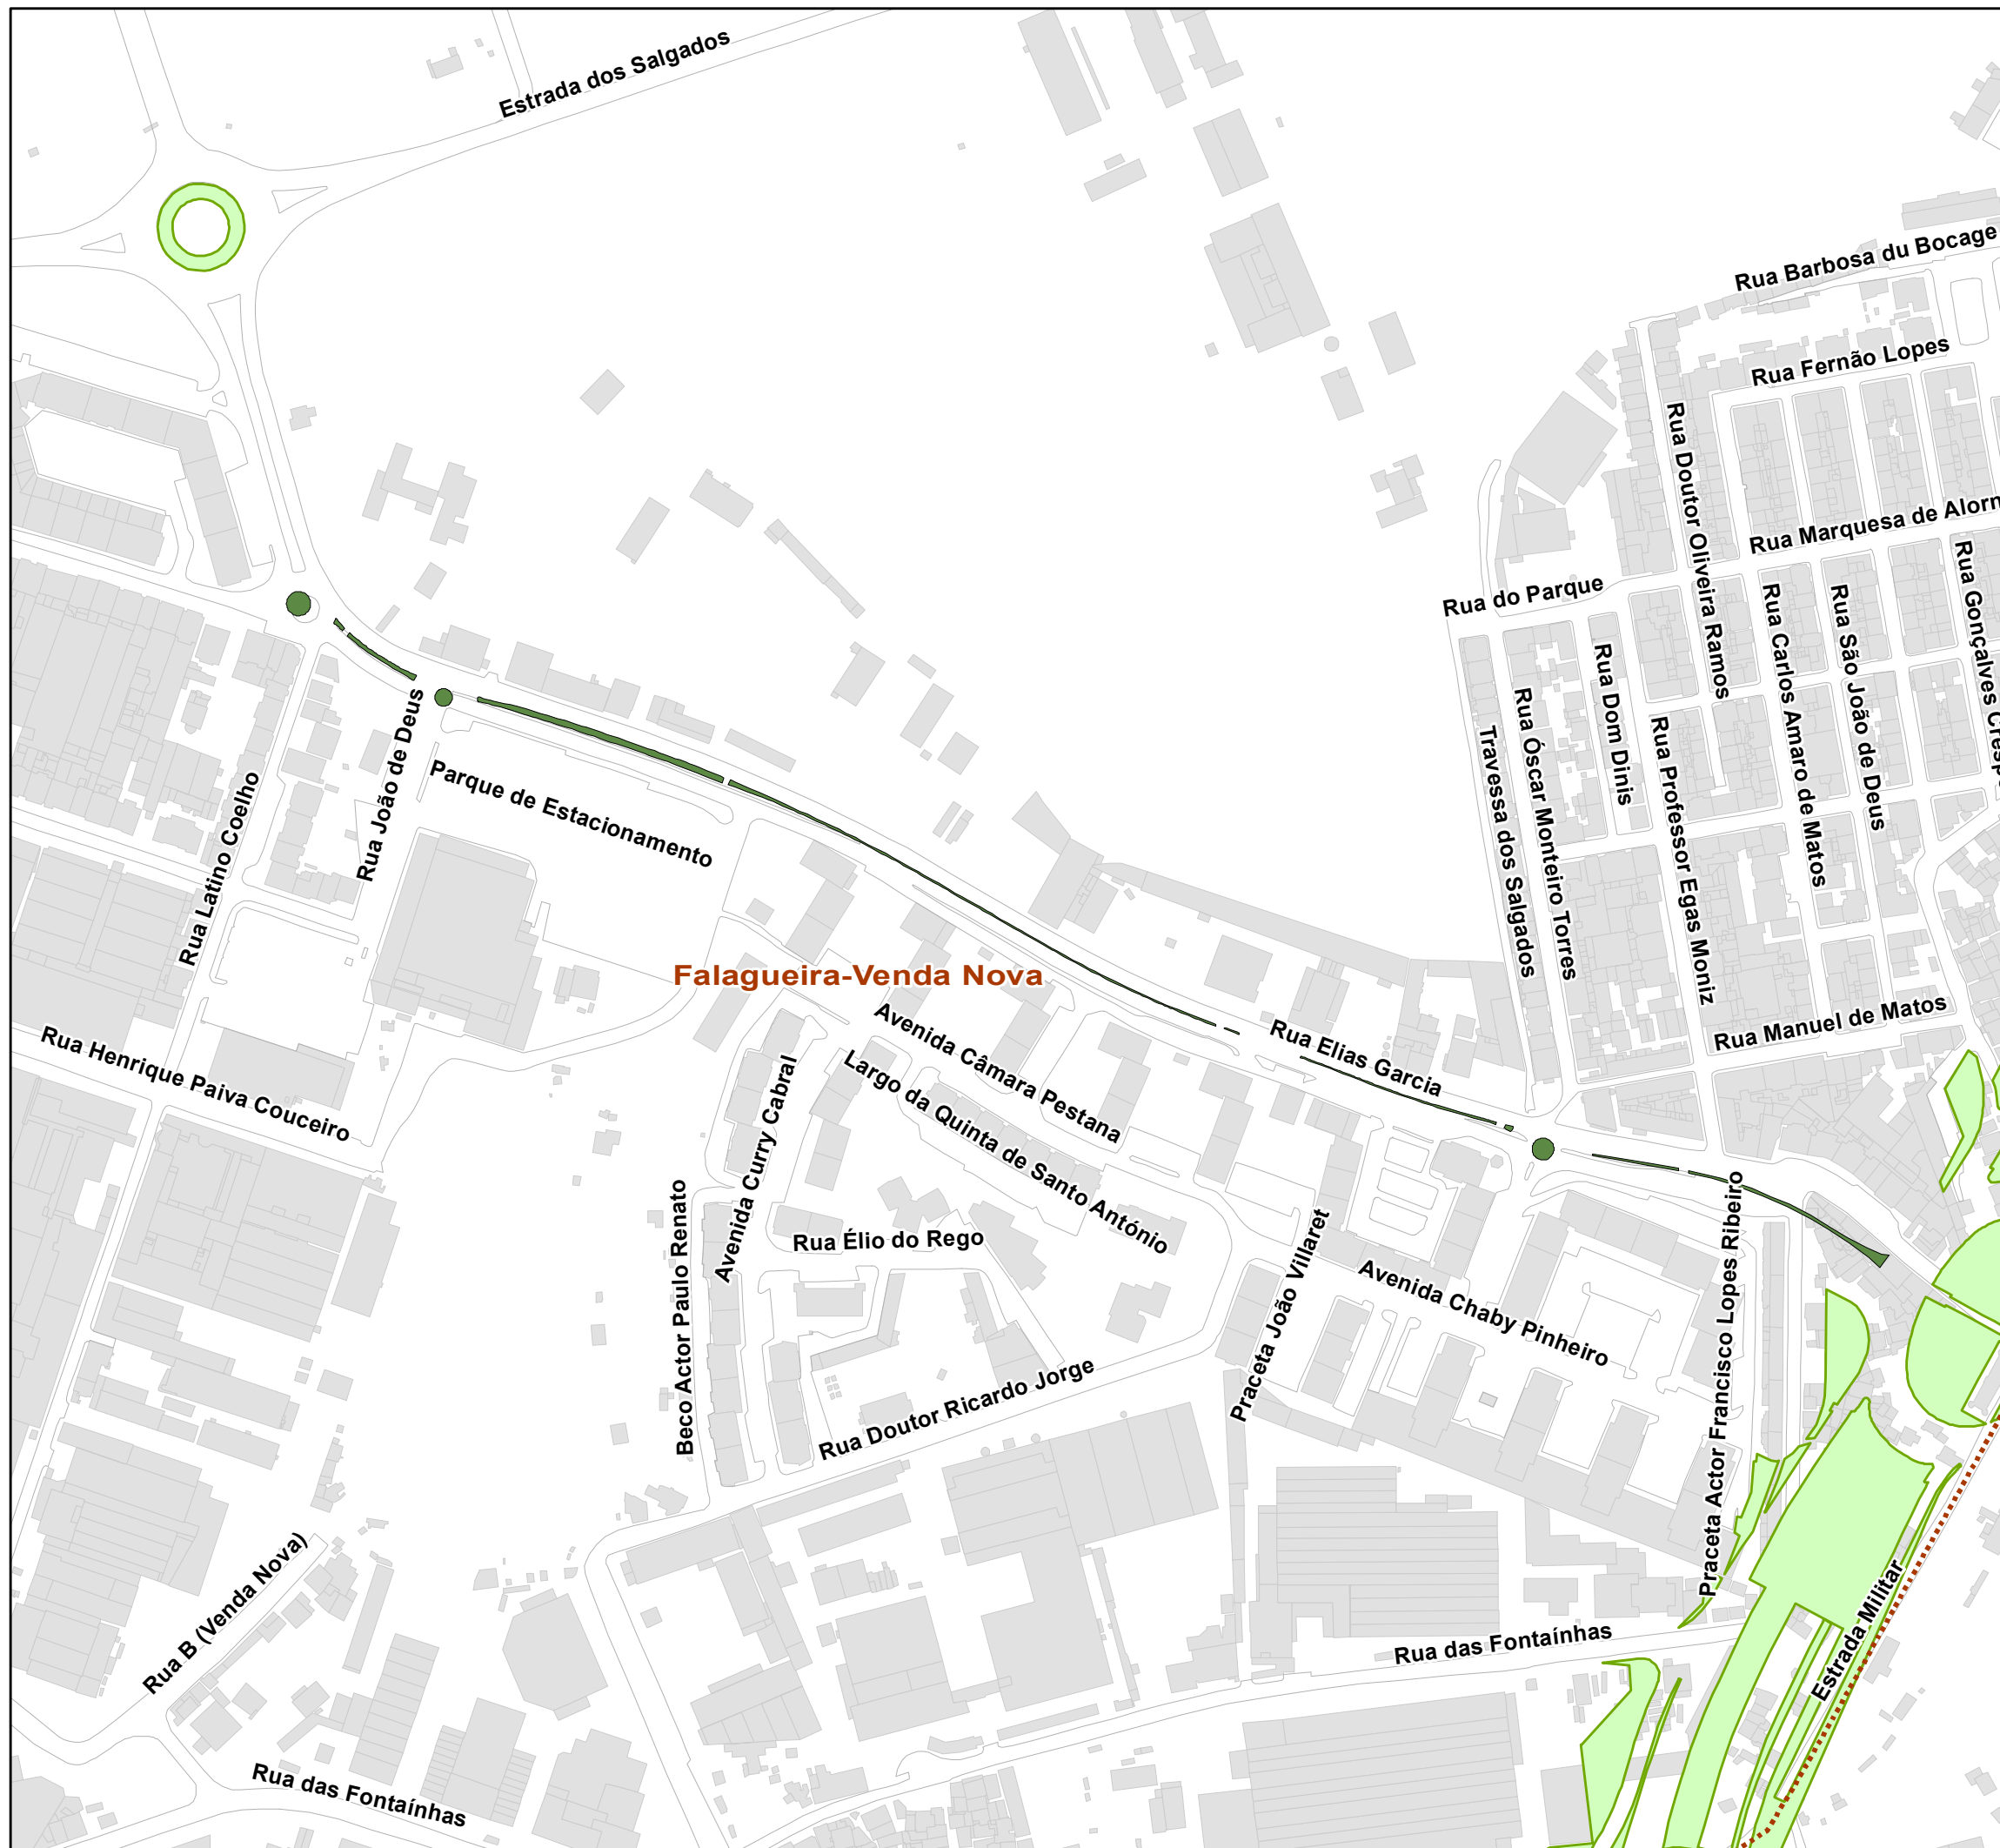 Estrada dos Salgados
Rua Barbosa du Bocage
Rua Fernão Lopes
Rua Doutor Oliveira Ramos
Rua Marquesa de Alorn
Rua do Parque
Rua Gonçalves Crespo
Rua Carlos Amaro de Matos
Rua São João de Deus
Rua Dom Dinis
Rua Óscar Monteiro Torres
Travessa dos Salgados
Rua Professor Egas Moniz
Rua João de Deus
Parque de Estacionamento
Rua Latino Coelho
Falagueira-Venda Nova
Rua Manuel de Matos
Rua Elias Garcia
Avenida Câmara Pestana
Rua Henrique Paiva Couceiro
Largo da Quinta de Santo António
Avenida Curry Cabral
Beco Actor Paulo Renato
Rua Élio do Rego
Praceta João Villaret
Avenida Chaby Pinheiro
Praceta Actor Francisco Lopes Ribeiro
Rua Doutor Ricardo Jorge
Rua B (Venda Nova)
Rua das Fontaínhas
Estrada Militar
Rua das Fontaínhas